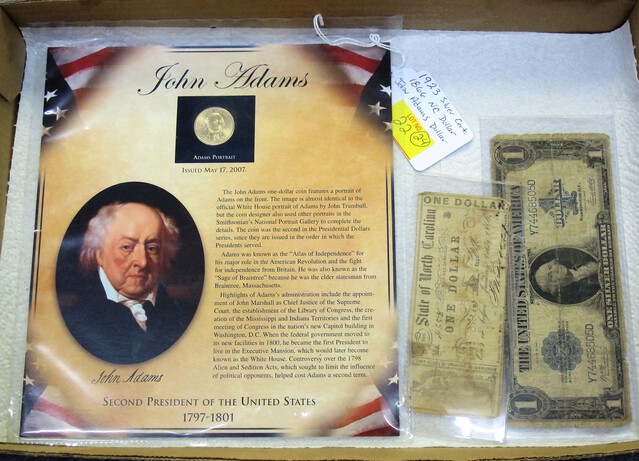 John Adams
ADAMS PORTRAIT
ISSUED MAY 17, 2007.
The John Adams one-dollar coin features a portrait of
Adams on the front. The image is almost identical to the
official White House portrait of Adams by John Trumbull,
but the coin designer also used other portraits in the
Smithsonian's National Portrait Gallery to complete the
details. The coin was the second in the Presidential Dollars
series, since they are issued in the order in which the
Presidents served.
Adams was known as the "Atlas of Independence" for
his major role in the American Revolution and the fight
for independence from Britain. He was also known as the
"Sage of Braintree" because he was the elder statesman from
Braintree, Massachusetts.
Highlights of Adams's administration include the appoint-
ment of John Marshall as Chief Justice of the Supreme
Court, the establishment of the Library of Congress, the cre-
ation of the Mississippi and Indiana Territories and the first
meeting of Congress in the nation's new Capitol building in
Washington, D.C. When the federal government moved to
its new facilities in 1800, he became the first President to
live in the Executive Mansion, which would later become
known as the White House. Controversy over the 1798
Alien and Sedition Acts, which sought to limit the influence
of political opponents, helped cost Adams a second term.
John Adams
SECOND PRESIDENT OF THE UNITED STATES
1797-1801
1923 Silver Cert.
1866 NC Dollar
John Adams Dollar
LOT NO.
22 24
ONE DOLLAR
State of North Carolina
ONE DOLLAR
THE UNITED STATES OF AMERICA
ONE SILVER DOLLAR
Y74468505D
Y74468505D
1
1